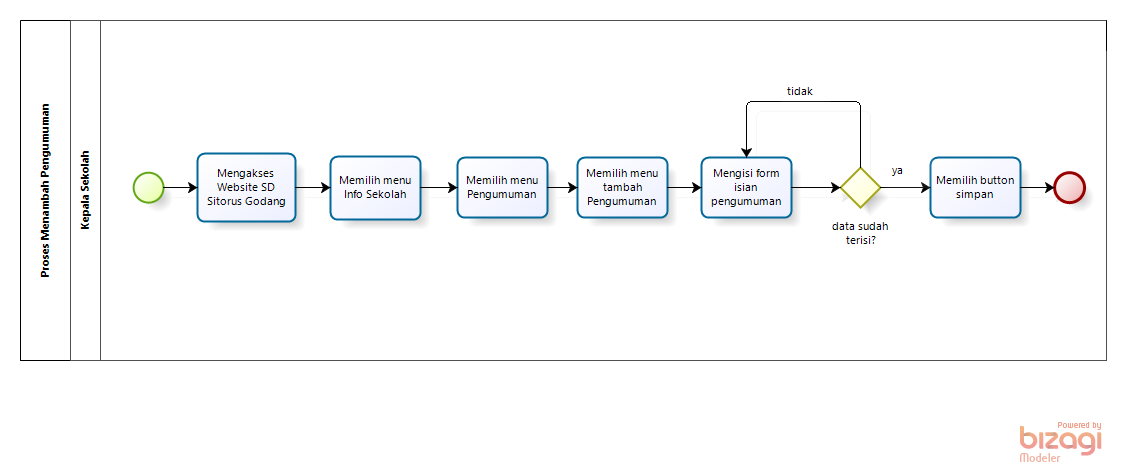 Proses Menambah Pengumuman
Kepala Sekolah
Mengakses
Website SD
Sitorus Godang
Memilih menu
Info Sekolah
Memilih menu
Pengumuman
Memilih menu
tambah
Pengumuman
Mengisi form
isian
pengumuman
tidak
data sudah
terisi?
ya
Memilih button
simpan
Powered by
bizagi
Modeler